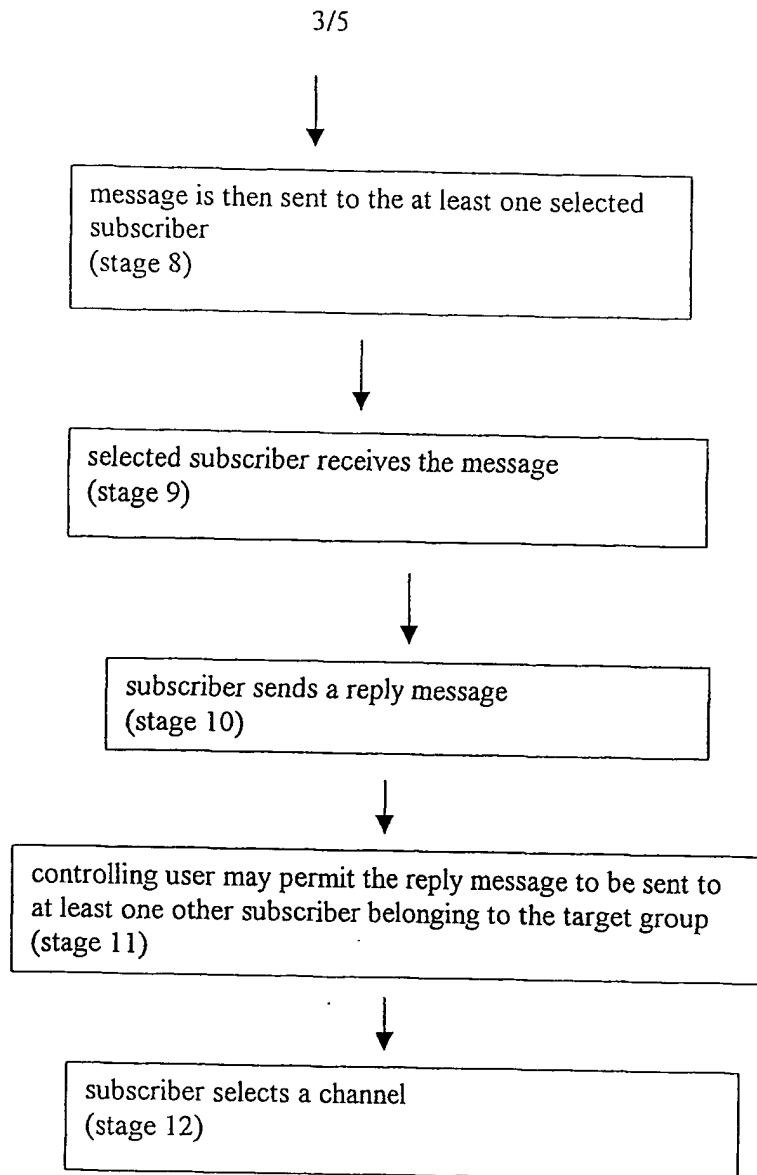 3/5
message is then sent to the at least one selected
subscriber
(stage 8)
selected subscriber receives the message
(stage 9)
subscriber sends a reply message
(stage 10)
controlling user may permit the reply message to be sent to
at least one other subscriber belonging to the target group
(stage 11)
subscriber selects a channel
(stage 12)